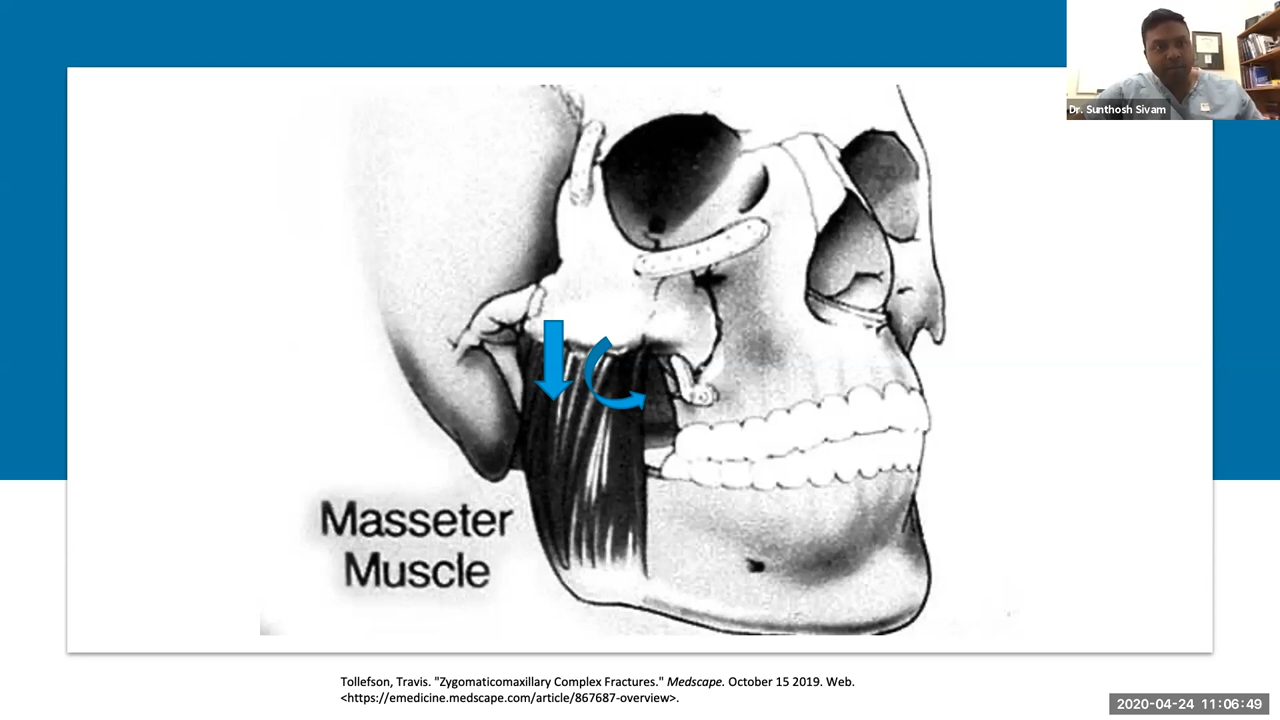 Dr. Sunthosh Sivam
Masseter
Muscle
Tollefson, Travis. "Zygomaticomaxillary Complex Fractures." Medscape. October 15 2019. Web.
<https://emedicine.medscape.com/article/867687-overview>.
2020-04-24 11:06:49